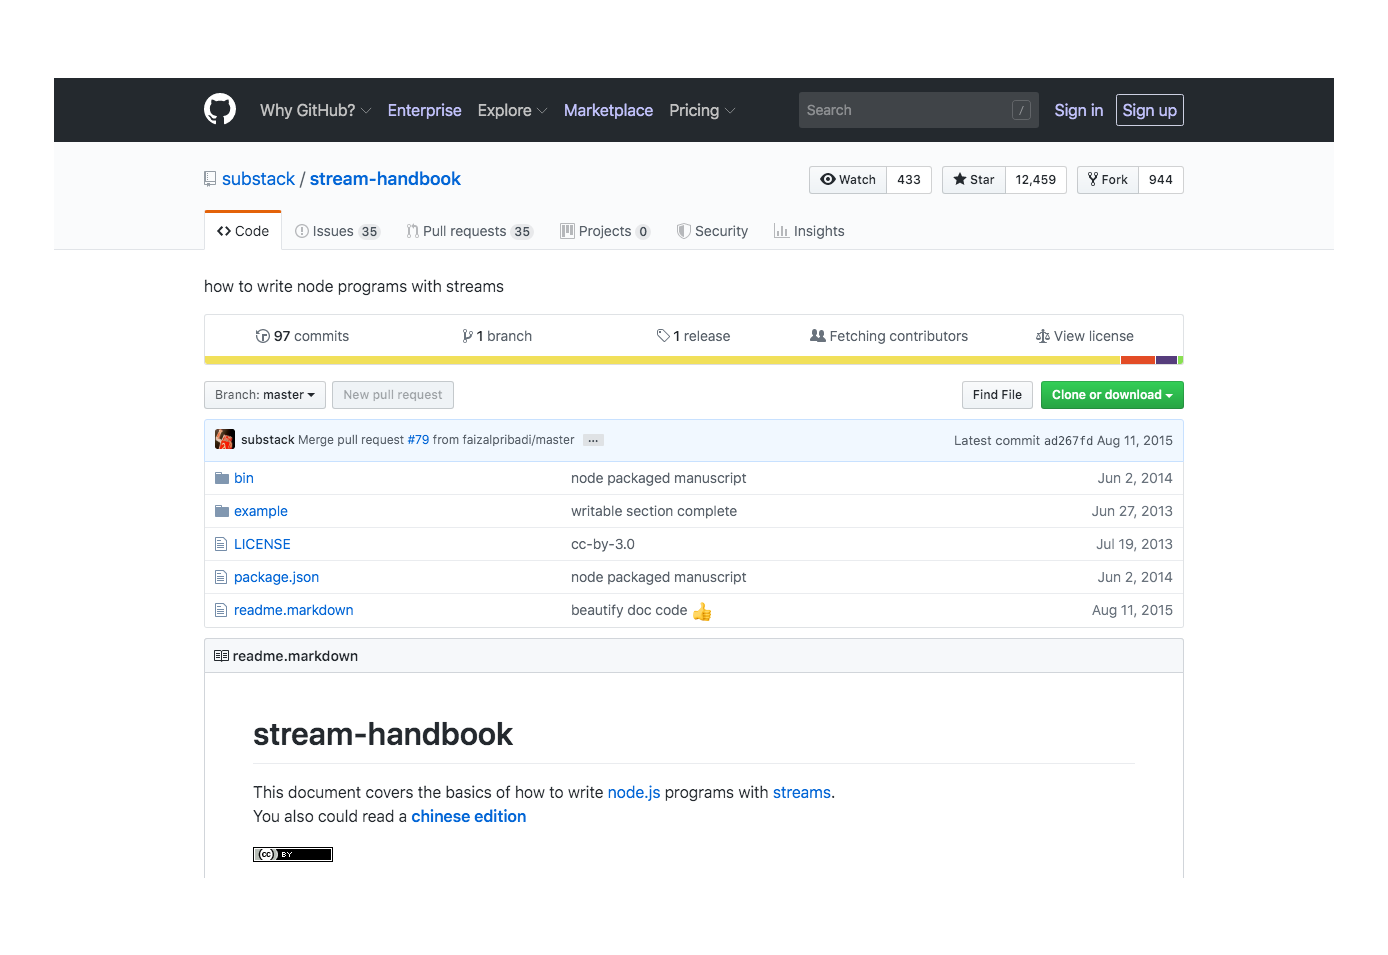 Why GitHub? Enterprise Explore Marketplace Pricing Search / Sign in Sign up
substack / stream-handbook Watch 433 Star 12,459 Fork 944
Code Issues 35 Pull requests 35 Projects 0 Security Insights
how to write node programs with streams
97 commits 1 branch 1 release Fetching contributors View license
Branch: master New pull request Find File Clone or download
substack Merge pull request #79 from faizalpribadi/master … Latest commit ad267fd Aug 11, 2015
bin node packaged manuscript Jun 2, 2014
example writable section complete Jun 27, 2013
LICENSE cc-by-3.0 Jul 19, 2013
package.json node packaged manuscript Jun 2, 2014
readme.markdown beautify doc code 👍 Aug 11, 2015
readme.markdown
stream-handbook
This document covers the basics of how to write node.js programs with streams.
You also could read a chinese edition
(cc) BY